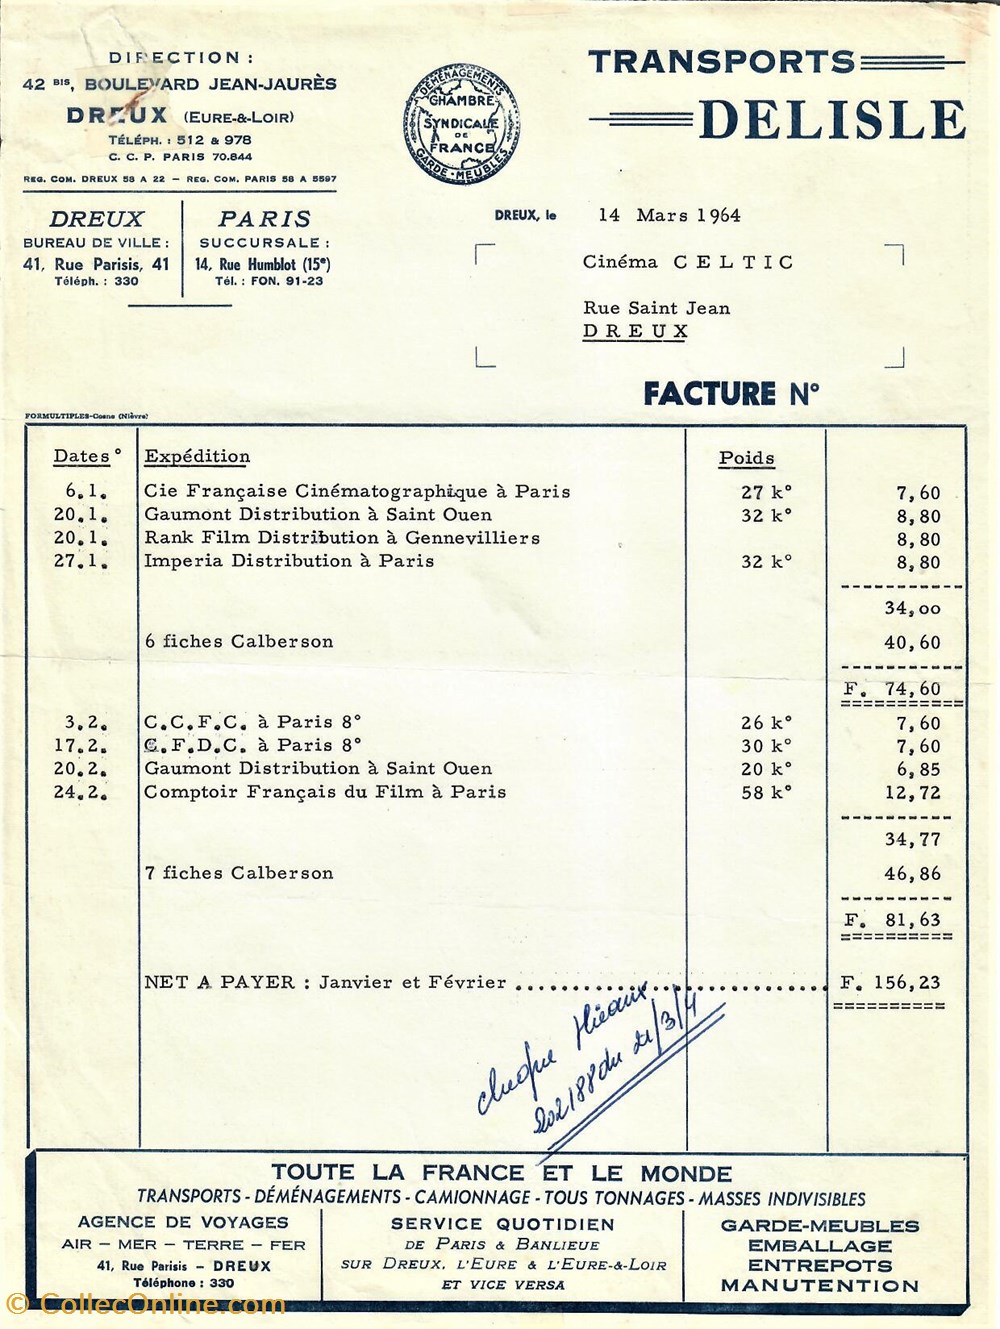 DIRECTION :
42 BIS, BOULEVARD JEAN-JAURÈS
DREUX (EURE-&-LOIR)
TÉLÉPH. : 512 & 978
C. C. P. PARIS 70.844
REG. COM. DREUX 58 A 22 — REG. COM. PARIS 58 A 5597
DREUX
BUREAU DE VILLE :
41, Rue Parisis, 41
Téléph. : 330
PARIS
SUCCURSALE :
14, Rue Humblot (15e)
Tél. : FON. 91-23
DÉMÉNAGEMENTS
CHAMBRE
SYNDICALE
DE
FRANCE
GARDE-MEUBLES
TRANSPORTS
DELISLE
DREUX, le 14 Mars 1964
Cinéma C E L T I C
Rue Saint Jean
D R E U X
FACTURE N°
FORMULTIPLES-Cosne (Nièvre)
Dates° Expédition Poids
6.1. Cie Française Cinématographique à Paris 27 k° 7,60
20.1. Gaumont Distribution à Saint Ouen 32 k° 8,80
20.1. Rank Film Distribution à Gennevilliers 8,80
27.1. Imperia Distribution à Paris 32 k° 8,80
34,oo
6 fiches Calberson 40,60
F. 74,60
3.2. C.C.F.C. à Paris 8° 26 k° 7,60
17.2. C.F.D.C. à Paris 8° 30 k° 7,60
20.2. Gaumont Distribution à Saint Ouen 20 k° 6,85
24.2. Comptoir Français du Film à Paris 58 k° 12,72
34,77
7 fiches Calberson 46,86
F. 81,63
NET A PAYER : Janvier et Février .............................. F. 156,23
chèque
202188 du 21/3/4
TOUTE LA FRANCE ET LE MONDE
TRANSPORTS - DÉMÉNAGEMENTS - CAMIONNAGE - TOUS TONNAGES - MASSES INDIVISIBLES
AGENCE DE VOYAGES
AIR — MER — TERRE — FER
41, Rue Parisis — DREUX
Téléphone : 330
SERVICE QUOTIDIEN
DE PARIS & BANLIEUE
SUR DREUX, L'EURE & L'EURE-&-LOIR
ET VICE VERSA
GARDE-MEUBLES
EMBALLAGE
ENTREPOTS
MANUTENTION
© CollecOnline.com